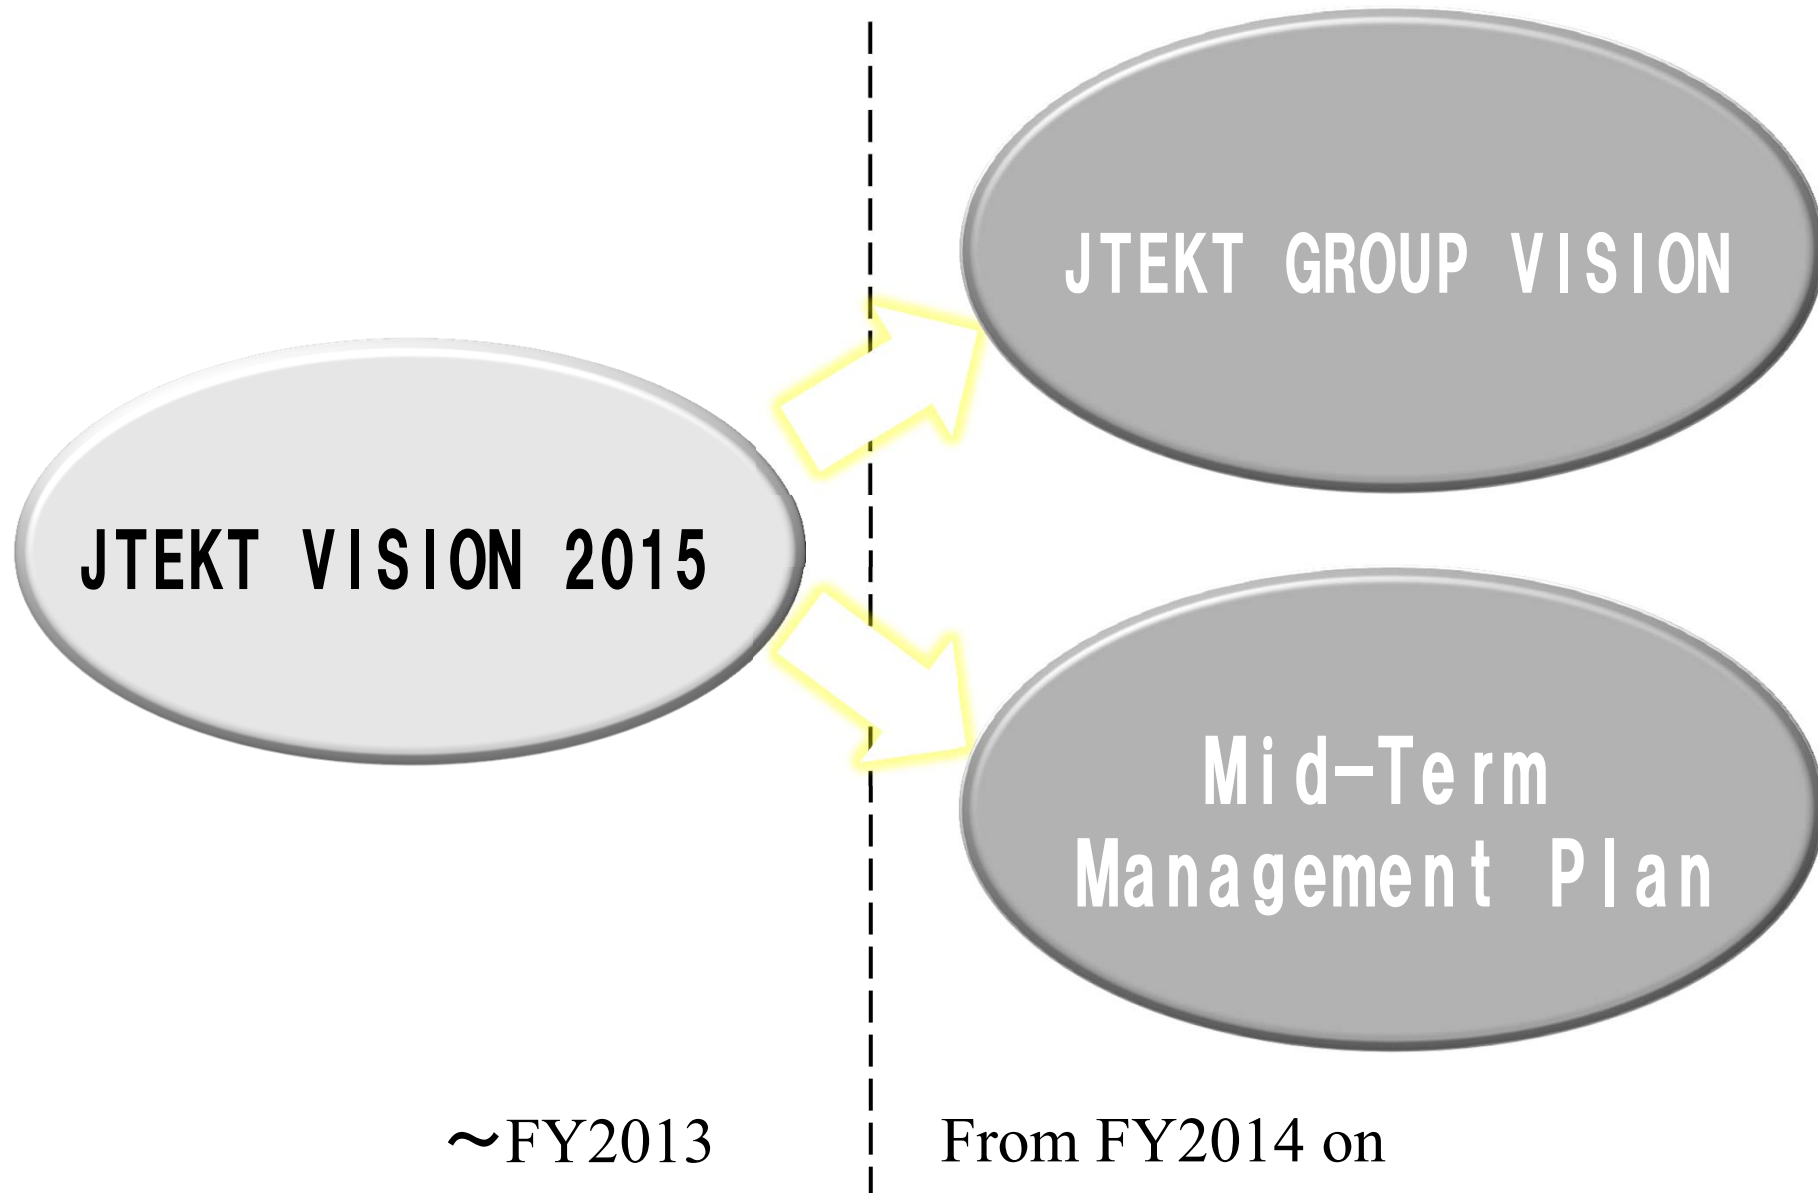 JTEKT GROUP VISION
JTEKT VISION 2015
Mid-Term
Management Plan
~FY2013
From FY2014 on